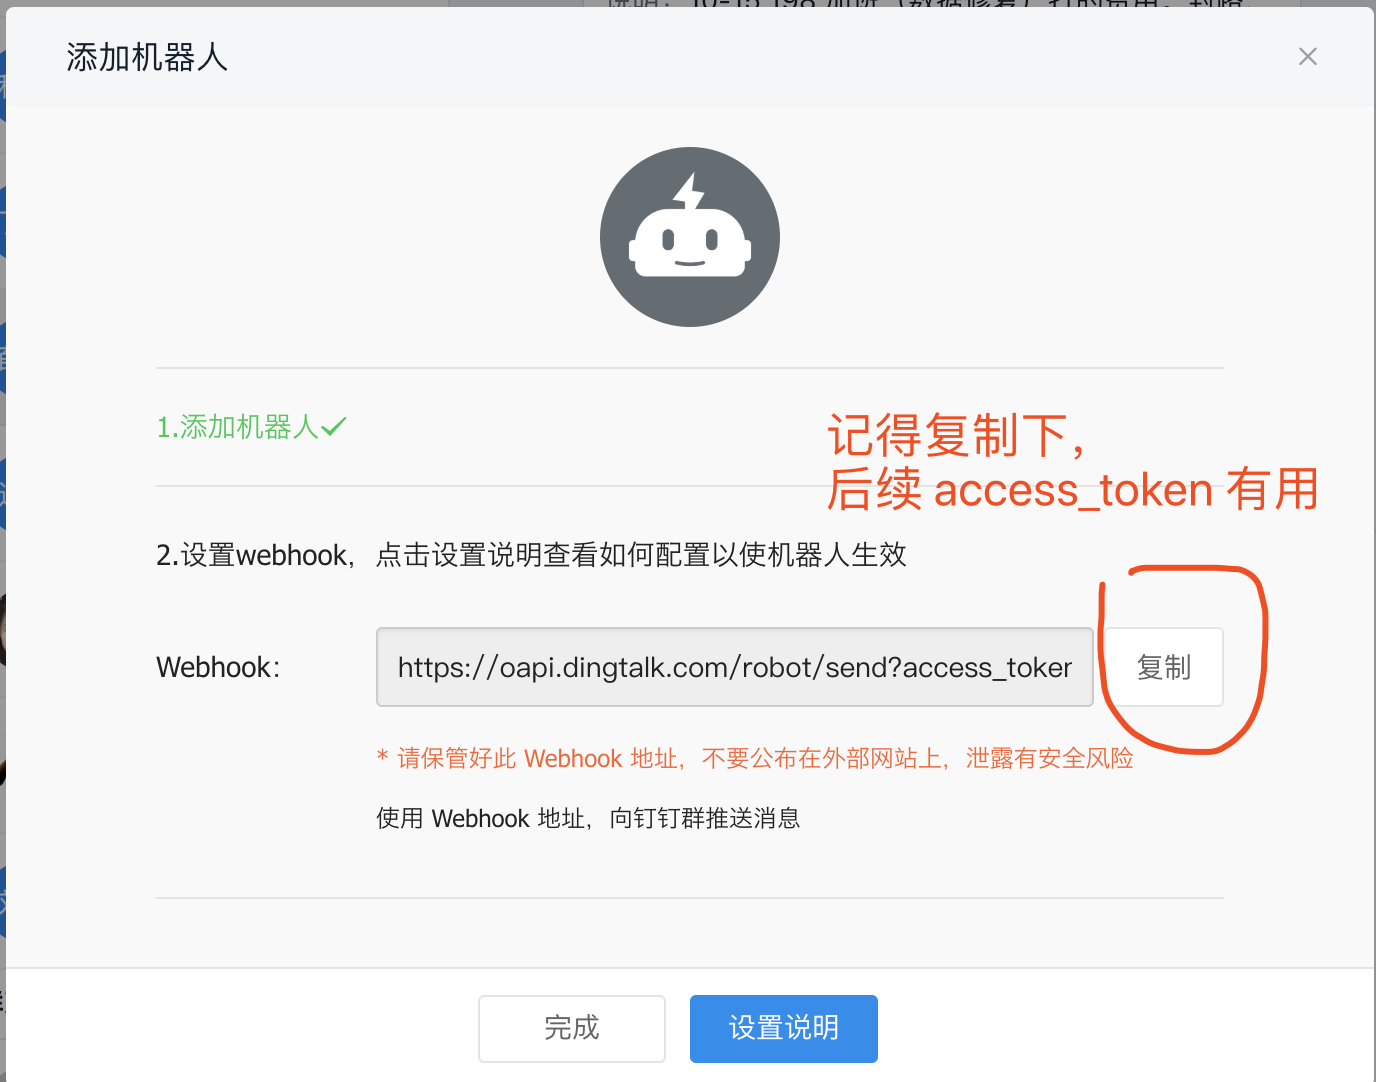 添加机器人
1.添加机器人
记得复制下，
后续 access_token 有用
2.设置webhook，点击设置说明查看如何配置以使机器人生效
Webhook: https://oapi.dingtalk.com/robot/send?access_token 复制
* 请保管好此 Webhook 地址，不要公布在外部网站上，泄露有安全风险
使用 Webhook 地址，向钉钉群推送消息
完成 设置说明